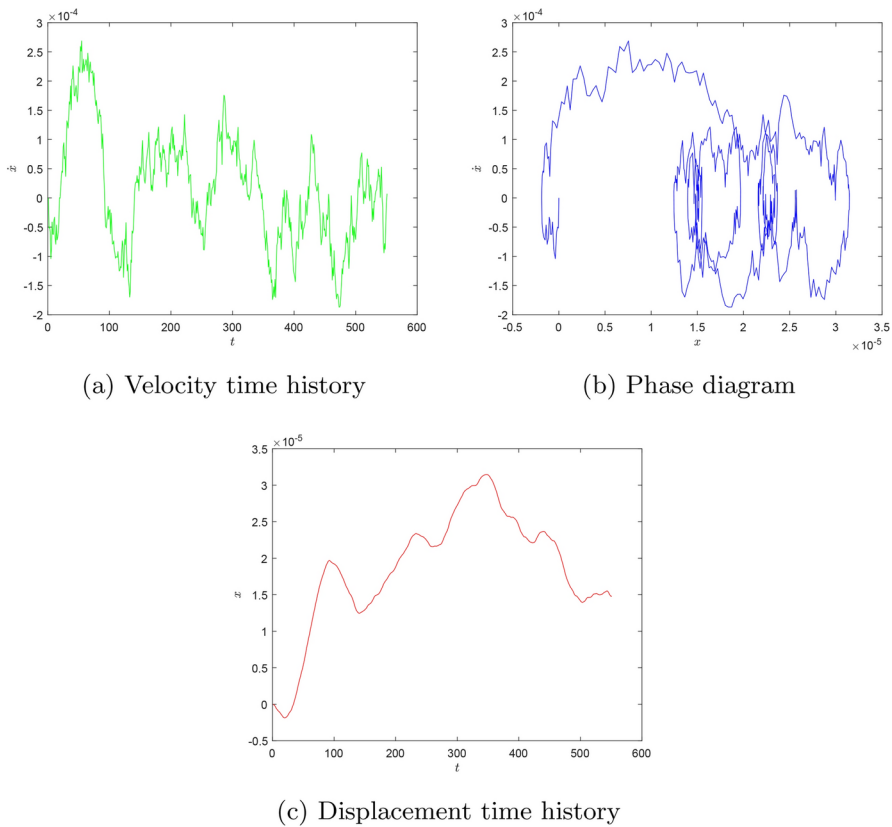 ×10⁻⁴
3
2.5
2
1.5
1
0.5
0
-0.5
-1
-1.5
-2
ẋ
0 100 200 300 400 500 600
t
(a) Velocity time history
×10⁻⁴
3
2.5
2
1.5
1
0.5
0
-0.5
-1
-1.5
-2
ẋ
-0.5 0 0.5 1 1.5 2 2.5 3 3.5
x ×10⁻⁵
(b) Phase diagram
×10⁻⁵
3.5
3
2.5
2
1.5
1
0.5
0
-0.5
x
0 100 200 300 400 500 600
t
(c) Displacement time history